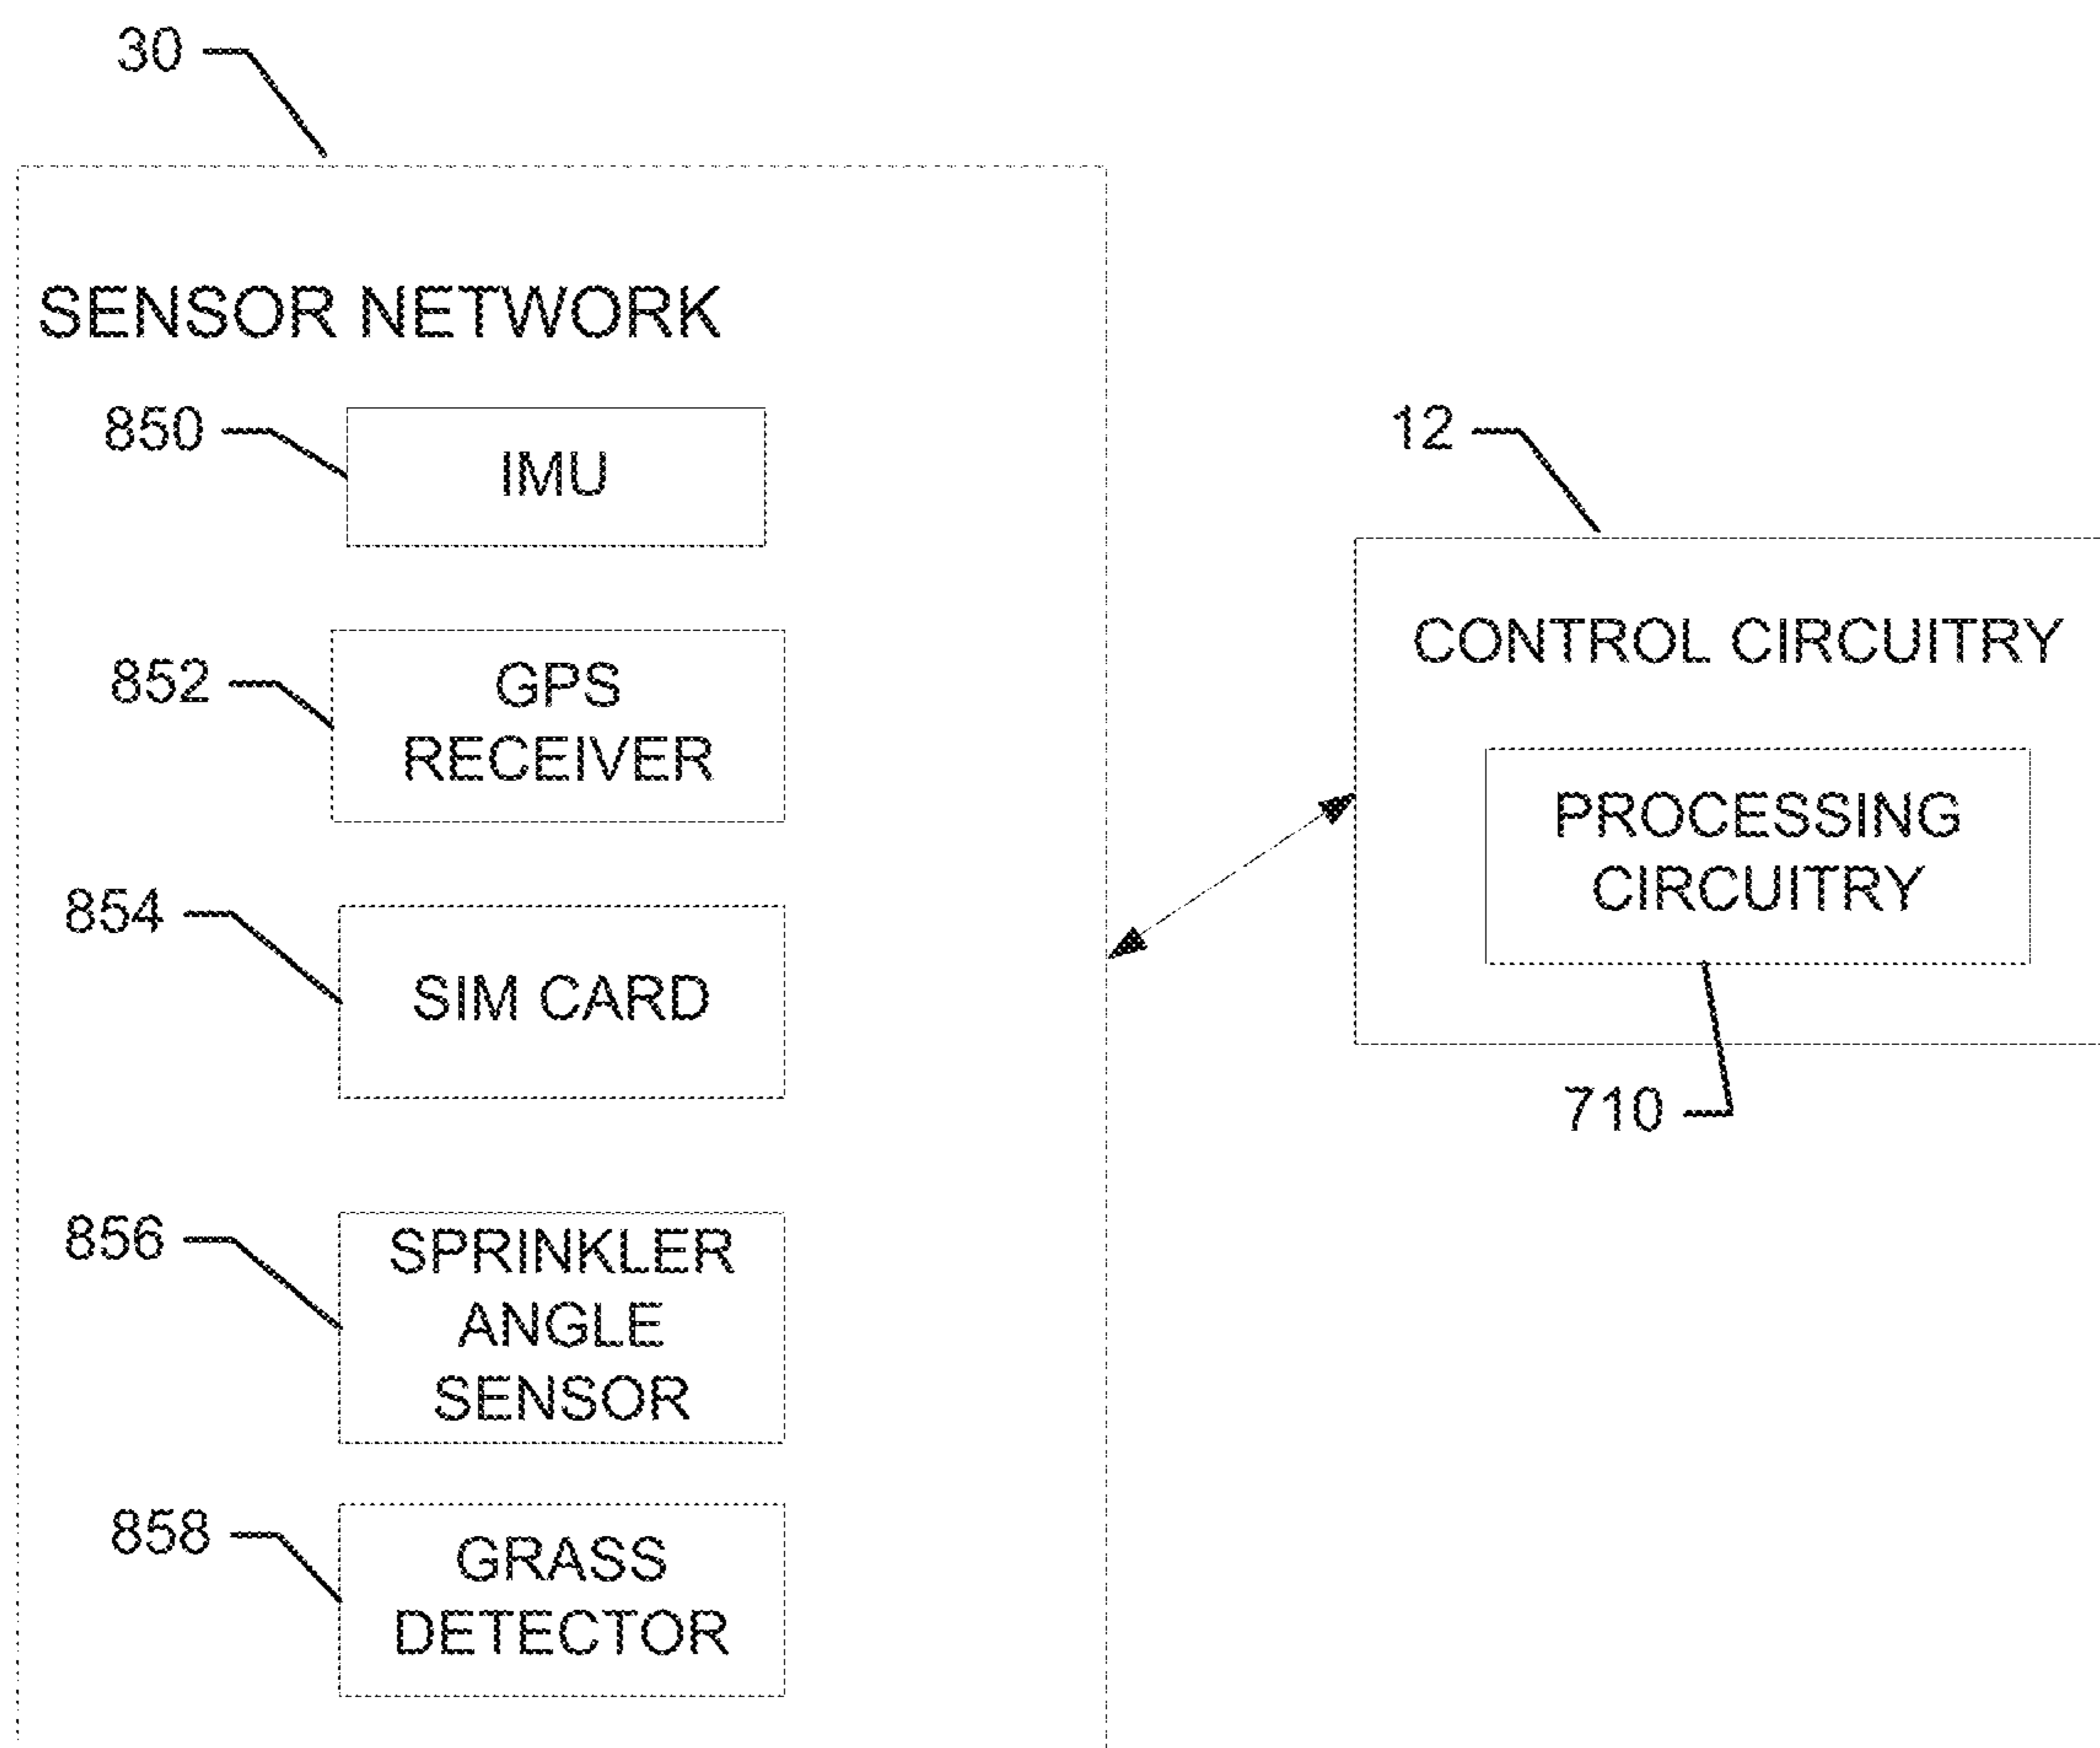 30
SENSOR NETWORK
850
IMU
852
GPS
RECEIVER
854
SIM CARD
856
SPRINKLER
ANGLE
SENSOR
858
GRASS
DETECTOR
12
CONTROL CIRCUITRY
PROCESSING
CIRCUITRY
710